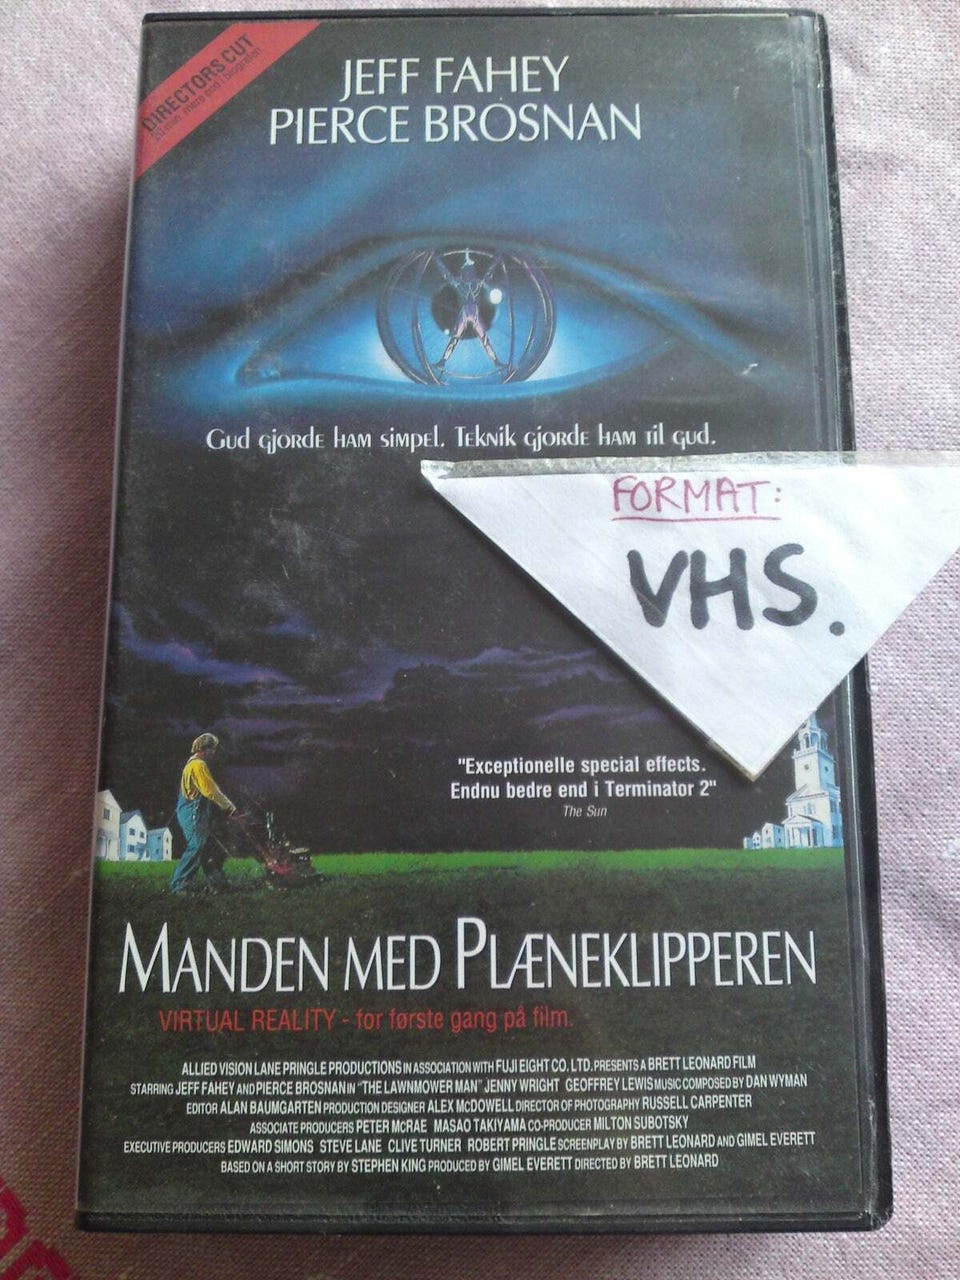 DIRECTORS CUT
mere end i biografen
JEFF FAHEY
PIERCE BROSNAN
Gud gjorde ham simpel. Teknik gjorde ham til gud.
FORMAT:
VHS.
"Exceptionelle special effects.
Endnu bedre end i Terminator 2"
The Sun
MANDEN MED PLÆNEKLIPPEREN
VIRTUAL REALITY - for første gang på film.
ALLIED VISION LANE PRINGLE PRODUCTIONS IN ASSOCIATION WITH FUJI EIGHT CO. LTD. PRESENTS A BRETT LEONARD FILM
STARRING JEFF FAHEY AND PIERCE BROSNAN IN "THE LAWNMOWER MAN" JENNY WRIGHT GEOFFREY LEWIS MUSIC COMPOSED BY DAN WYMAN
EDITOR ALAN BAUMGARTEN PRODUCTION DESIGNER ALEX McDOWELL DIRECTOR OF PHOTOGRAPHY RUSSELL CARPENTER
ASSOCIATE PRODUCERS PETER McRAE MASAO TAKIYAMA CO-PRODUCER MILTON SUBOTSKY
EXECUTIVE PRODUCERS EDWARD SIMONS STEVE LANE CLIVE TURNER ROBERT PRINGLE SCREENPLAY BY BRETT LEONARD AND GIMEL EVERETT
BASED ON A SHORT STORY BY STEPHEN KING PRODUCED BY GIMEL EVERETT DIRECTED BY BRETT LEONARD